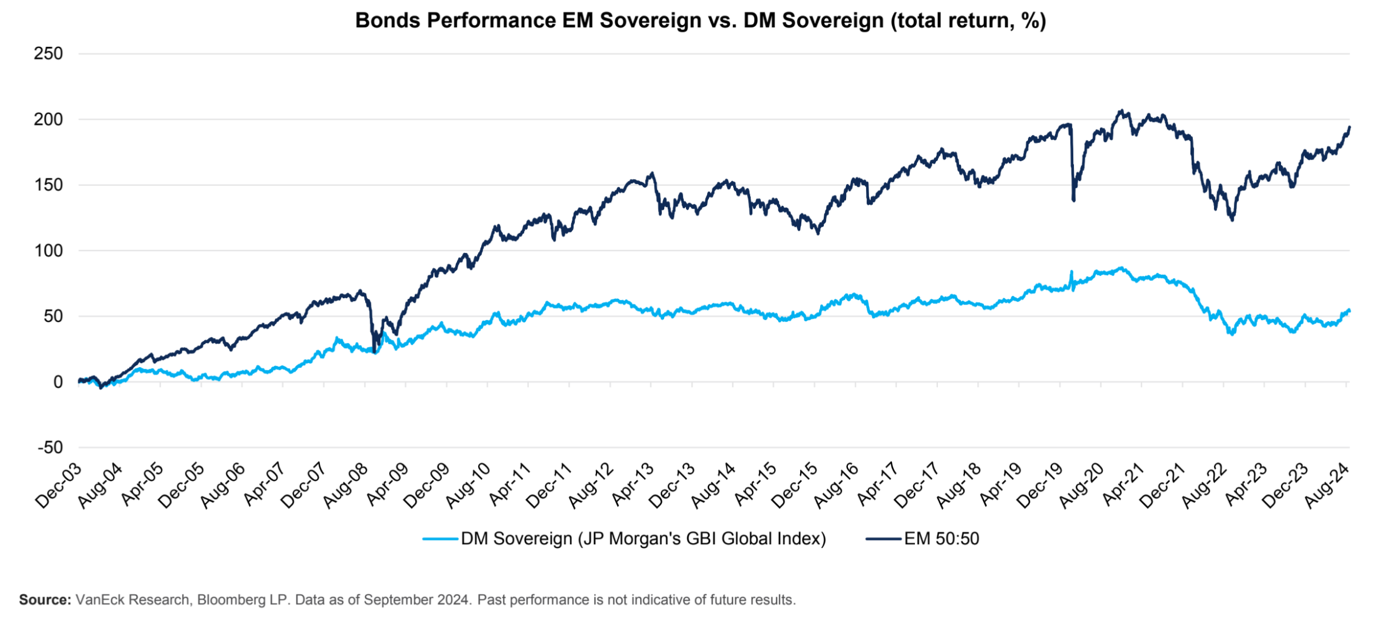 Bonds Performance EM Sovereign vs. DM Sovereign (total return, %)
250
200
150
100
50
0
-50
Dec-03
Aug-04
Apr-05
Dec-05
Aug-06
Apr-07
Dec-07
Aug-08
Apr-09
Dec-09
Aug-10
Apr-11
Dec-11
Aug-12
Apr-13
Dec-13
Aug-14
Apr-15
Dec-15
Aug-16
Apr-17
Dec-17
Aug-18
Apr-19
Dec-19
Aug-20
Apr-21
Dec-21
Aug-22
Apr-23
Dec-23
Aug-24
DM Sovereign (JP Morgan's GBI Global Index)
EM 50:50
Source: VanEck Research, Bloomberg LP. Data as of September 2024. Past performance is not indicative of future results.